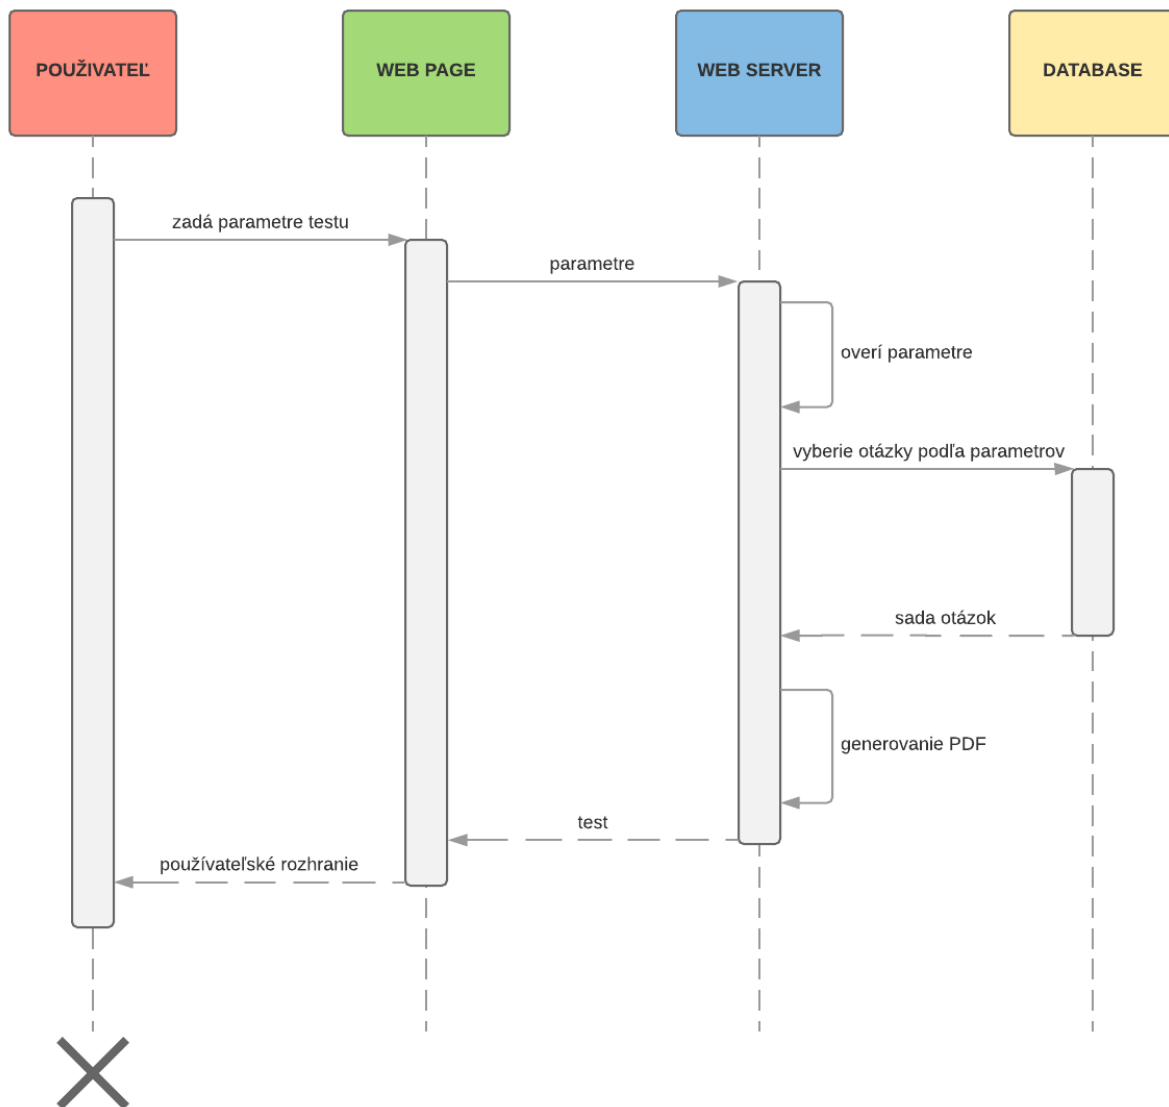 POUŽIVATEĽ
WEB PAGE
WEB SERVER
DATABASE
zadá parametre testu
parametre
overí parametre
vyberie otázky podľa parametrov
sada otázok
generovanie PDF
test
používateľské rozhranie